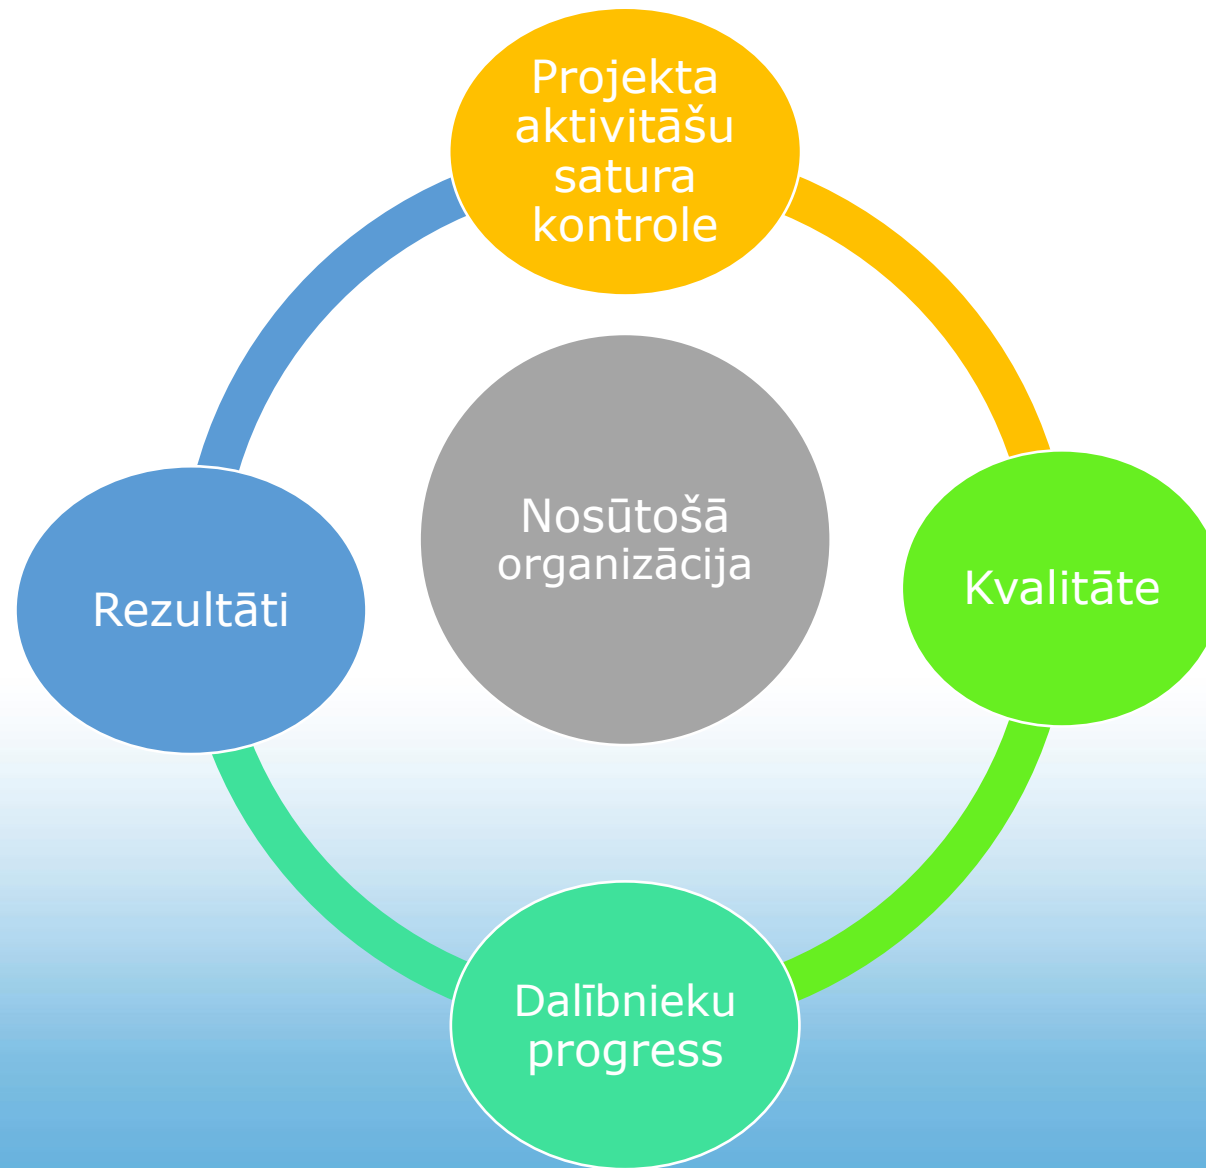 Projekta
aktivitāšu
satura
kontrole
Nosūtošā
organizācija
Kvalitāte
Rezultāti
Dalībnieku
progress